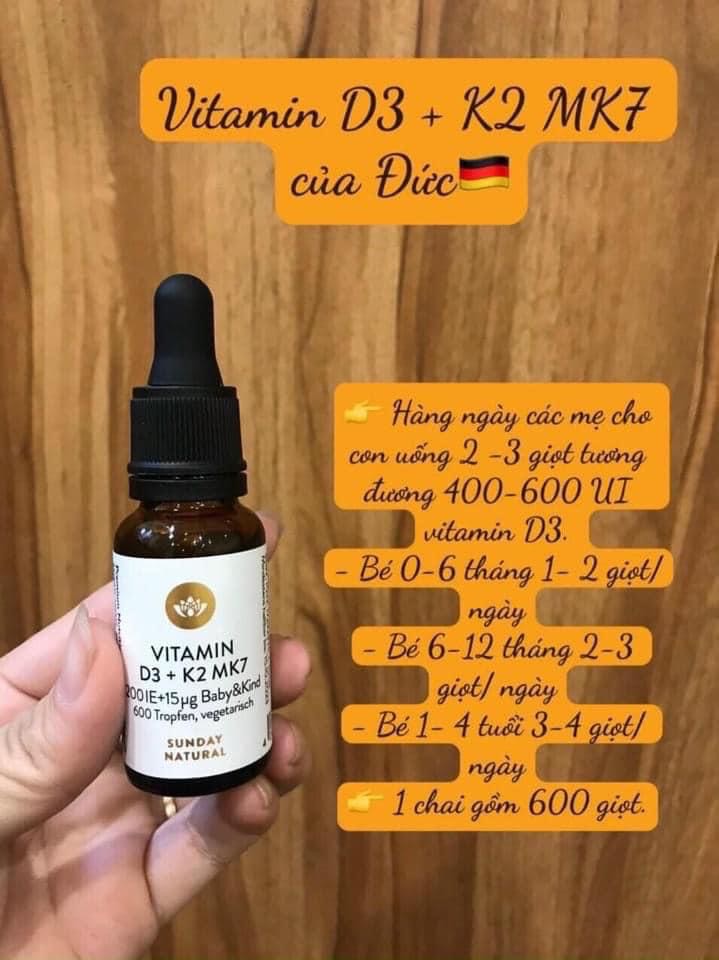 Vitamin D3 + K2 MK7
của Đức🇩🇪
👉 Hàng ngày các mẹ cho
con uống 2 -3 giọt tương
đương 400-600 UI
vitamin D3.
- Bé 0-6 tháng 1- 2 giọt/
ngày
- Bé 6-12 tháng 2-3
giọt/ ngày
- Bé 1- 4 tuổi 3-4 giọt/
ngày
👉 1 chai gồm 600 giọt.
VITAMIN
D3 + K2 MK7
200IE+15µg Baby&Kind
600 Tropfen, vegetarisch
SUNDAY
NATURAL